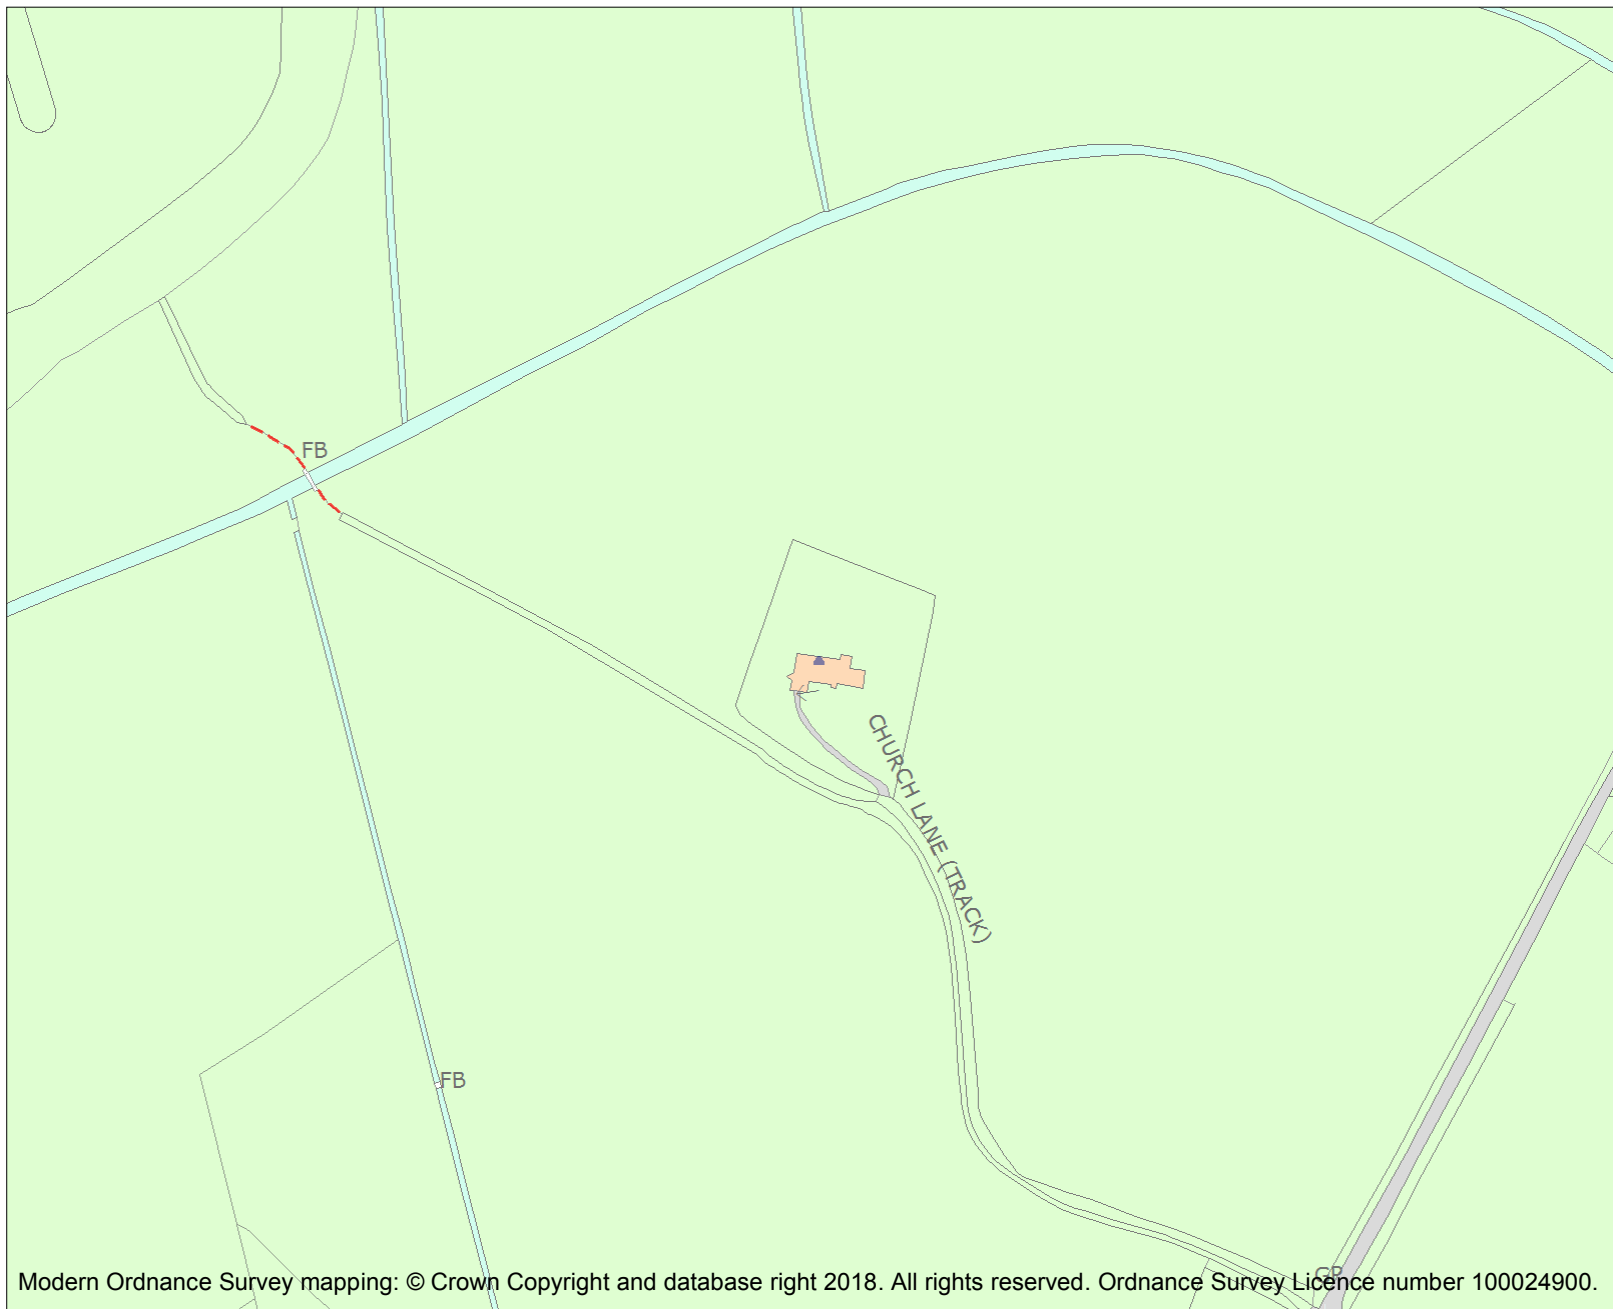 FB
CHURCH LANE (TRACK)
FB
GP
Modern Ordnance Survey mapping: © Crown Copyright and database right 2018. All rights reserved. Ordnance Survey Licence number 100024900.